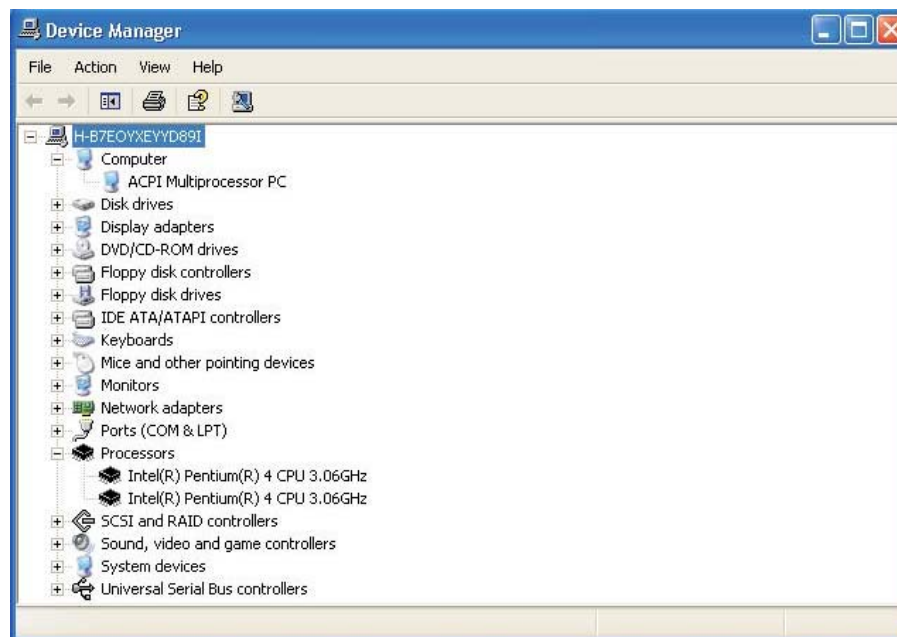 Device Manager
File Action View Help
H-B7EOYXEYYD89I
Computer
ACPI Multiprocessor PC
Disk drives
Display adapters
DVD/CD-ROM drives
Floppy disk controllers
Floppy disk drives
IDE ATA/ATAPI controllers
Keyboards
Mice and other pointing devices
Monitors
Network adapters
Ports (COM & LPT)
Processors
Intel(R) Pentium(R) 4 CPU 3.06GHz
Intel(R) Pentium(R) 4 CPU 3.06GHz
SCSI and RAID controllers
Sound, video and game controllers
System devices
Universal Serial Bus controllers